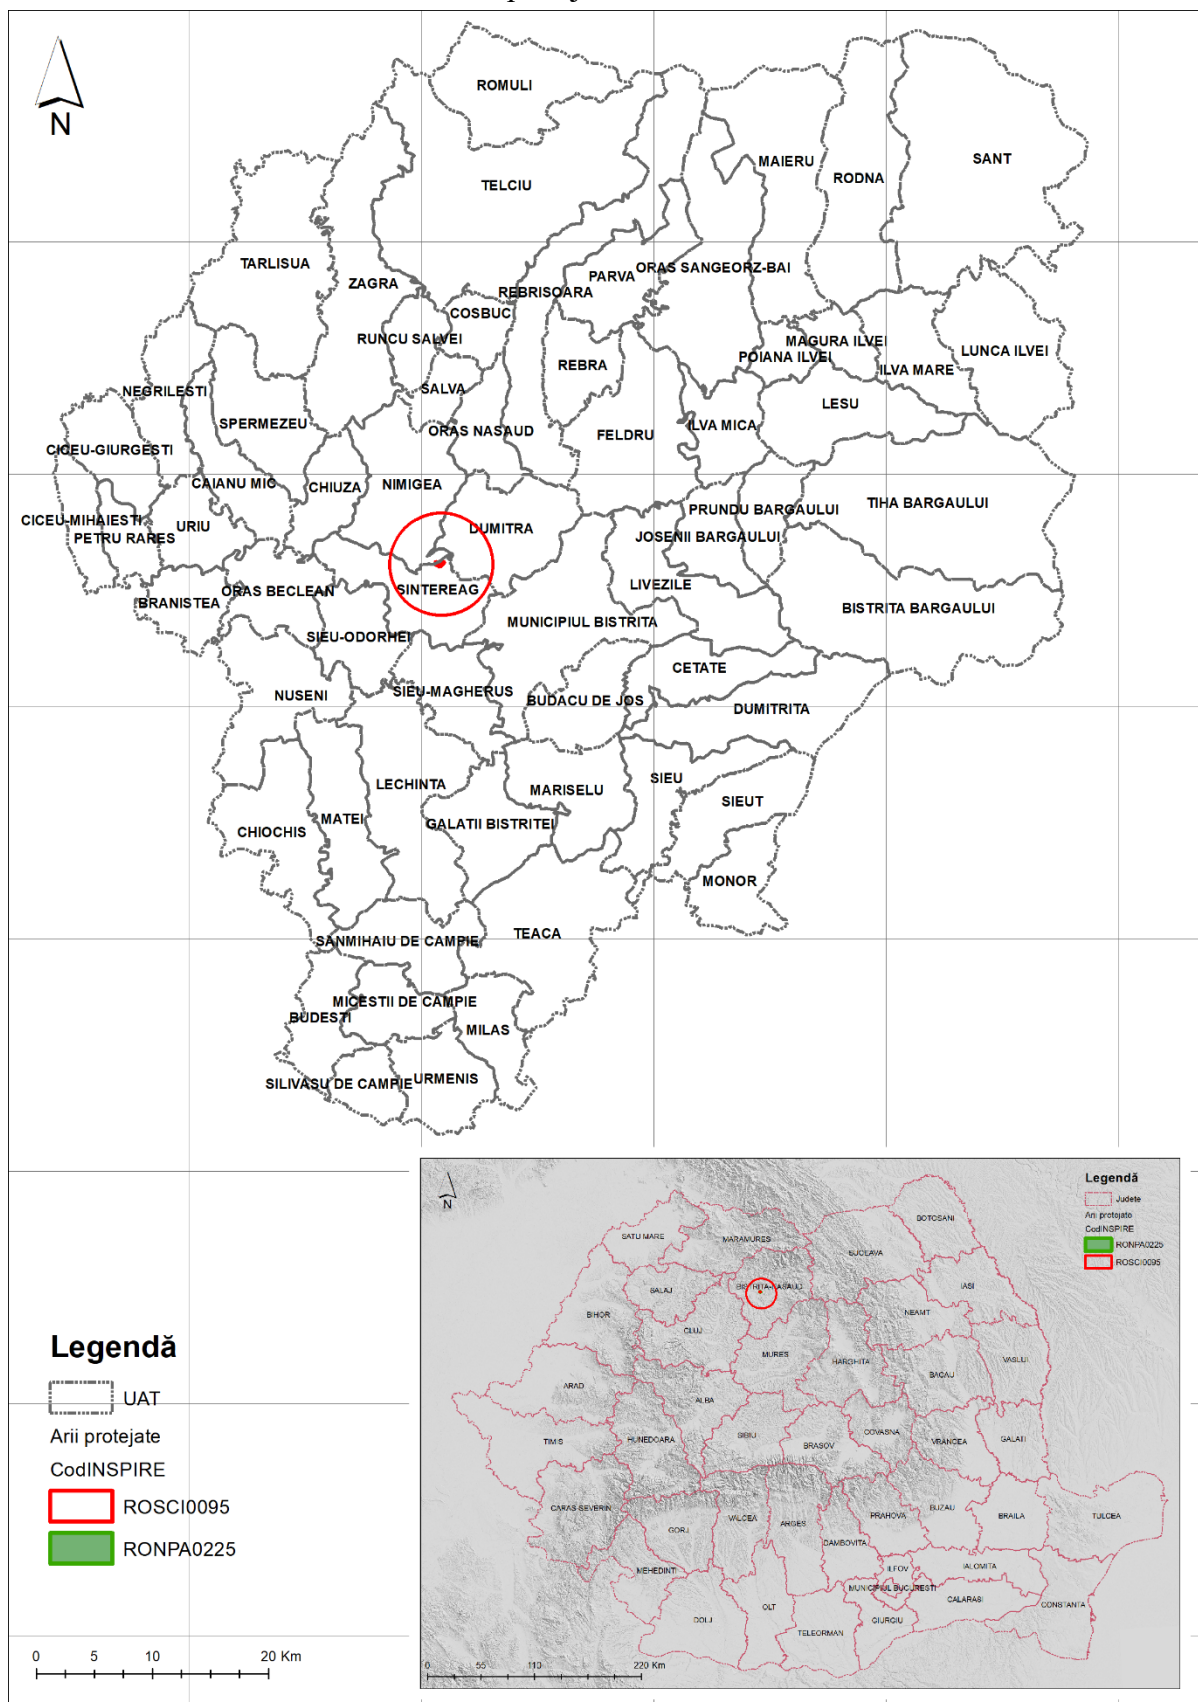 N
ROMULI
MAIERU
SANT
RODNA
TELCIU
TARLISUA
ORAS SANGEORZ-BAI
PARVA
ZAGRA
REBRISOARA
COSBUC
RUNCU SALVEI
MAGURA ILVEI
LUNCA ILVEI
POIANA ILVEI
REBRA
ILVA MARE
SALVA
NEGRILESTI
LESU
SPERMEZEU
ILVA MICA
ORAS NASAUD
FELDRU
CICEU-GIURGESTI
CAIANU MIC
CHIUZA
NIMIGEA
TIHA BARGAULUI
PRUNDU BARGAULUI
CICEU-MIHAIESTI
URIU
DUMITRA
PETRU RARES
JOSENII BARGAULUI
LIVEZILE
ORAS BECLEAN
SINTEREAG
BRANISTEA
BISTRITA BARGAULUI
MUNICIPIUL BISTRITA
SIEU-ODORHEI
CETATE
NUSENI
SIEU-MAGHERUS
BUDACU DE JOS
DUMITRITA
SIEU
LECHINTA
MARISELU
SIEUT
MATEI
GALATII BISTRITEI
CHIOCHIS
MONOR
TEACA
SANMIHAIU DE CAMPIE
MICESTII DE CAMPIE
BUDESTI
MILAS
URMENIS
SILIVASU DE CAMPIE
Legendă
UAT
Arii protejate
CodINSPIRE
ROSCI0095
RONPA0225
0 5 10 20 Km
N
Legendă
Judete
Arii protejate
CodINSPIRE
RONPA0225
ROSCI0095
BOTOSANI
SATU MARE
MARAMURES
SUCEAVA
BISTRITA-NASAUD
IASI
SALAJ
NEAMT
BIHOR
CLUJ
MURES
HARGHITA
VASLUI
BACAU
ARAD
ALBA
COVASNA
SIBIU
HUNEDOARA
TIMIS
BRASOV
VRANCEA
GALATI
CARAS-SEVERIN
BUZAU
VALCEA
ARGES
PRAHOVA
BRAILA
TULCEA
GORJ
DAMBOVITA
MEHEDINTI
ILFOV
IALOMITA
MUNICIPIUL BUCURESTI
CALARASI
CONSTANTA
OLT
DOLJ
GIURGIU
TELEORMAN
0 55 110 220 Km